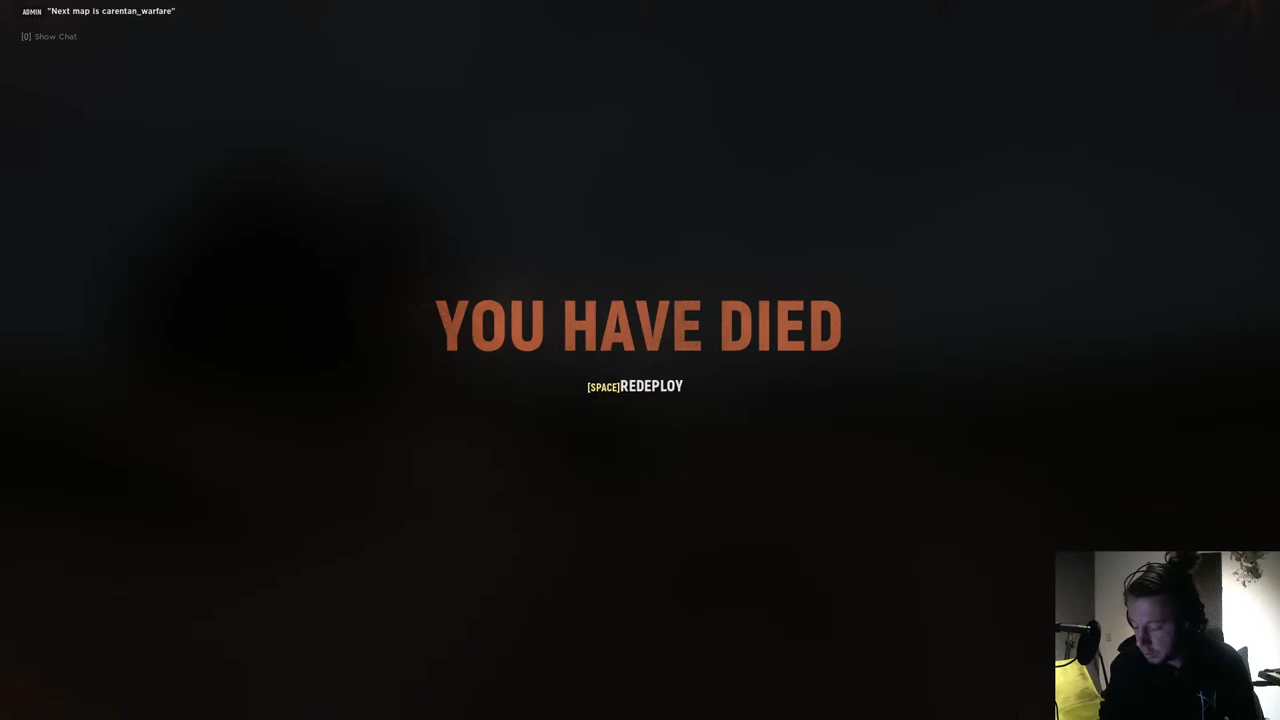 ADMIN "Next map is carentan_warfare"
[0] Show Chat
YOU HAVE DIED
[SPACE]REDEPLOY